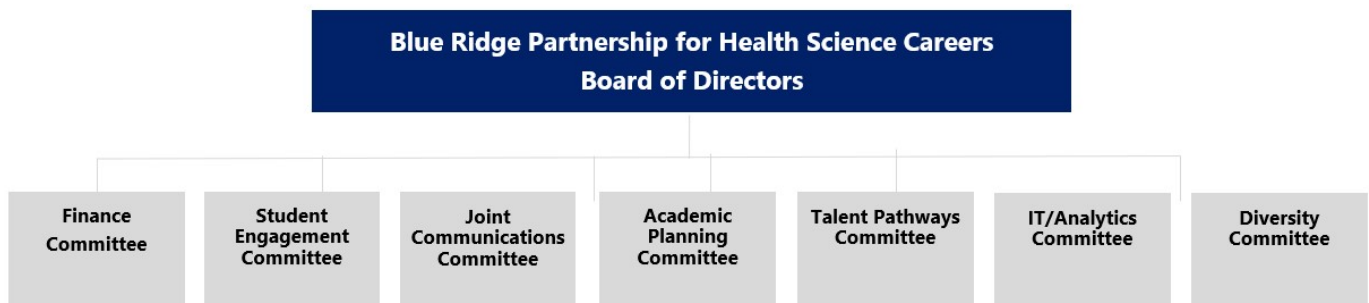 Blue Ridge Partnership for Health Science Careers
Board of Directors
Finance
Committee
Student
Engagement
Committee
Joint
Communications
Committee
Academic
Planning
Committee
Talent Pathways
Committee
IT/Analytics
Committee
Diversity
Committee